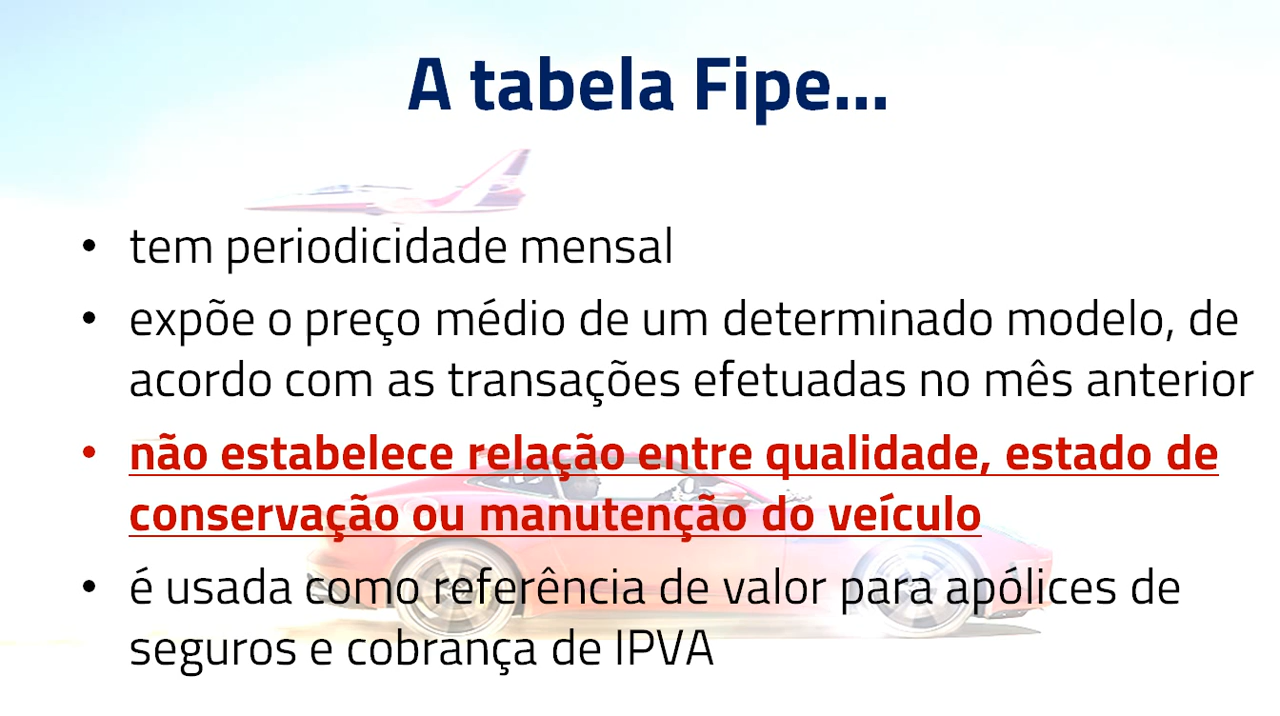 A tabela Fipe...
• tem periodicidade mensal
• expõe o preço médio de um determinado modelo, de
acordo com as transações efetuadas no mês anterior
• não estabelece relação entre qualidade, estado de
conservação ou manutenção do veículo
• é usada como referência de valor para apólices de
seguros e cobrança de IPVA